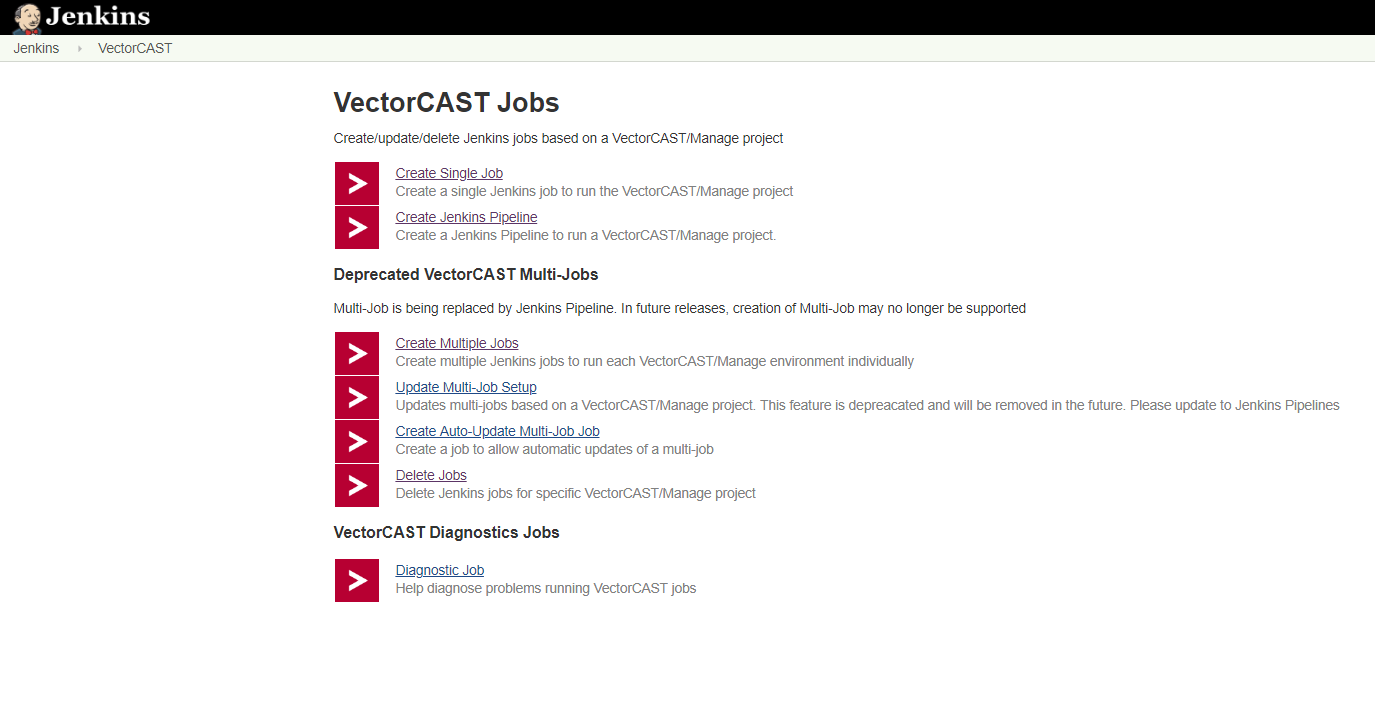 Jenkins
Jenkins VectorCAST
VectorCAST Jobs
Create/update/delete Jenkins jobs based on a VectorCAST/Manage project
Create Single Job
Create a single Jenkins job to run the VectorCAST/Manage project
Create Jenkins Pipeline
Create a Jenkins Pipeline to run a VectorCAST/Manage project.
Deprecated VectorCAST Multi-Jobs
Multi-Job is being replaced by Jenkins Pipeline. In future releases, creation of Multi-Job may no longer be supported
Create Multiple Jobs
Create multiple Jenkins jobs to run each VectorCAST/Manage environment individually
Update Multi-Job Setup
Updates multi-jobs based on a VectorCAST/Manage project. This feature is depreacated and will be removed in the future. Please update to Jenkins Pipelines
Create Auto-Update Multi-Job Job
Create a job to allow automatic updates of a multi-job
Delete Jobs
Delete Jenkins jobs for specific VectorCAST/Manage project
VectorCAST Diagnostics Jobs
Diagnostic Job
Help diagnose problems running VectorCAST jobs